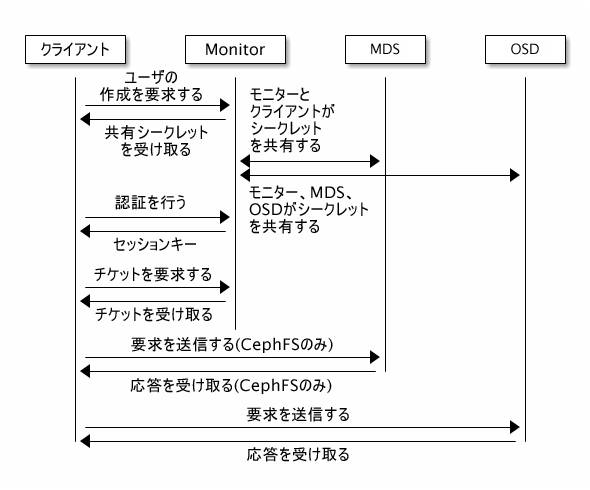 クライアント
Monitor
MDS
OSD
ユーザの
作成を要求する
共有シークレット
を受け取る
モニターと
クライアントが
シークレット
を共有する
モニター、MDS、
OSDがシークレット
を共有する
認証を行う
セッションキー
チケットを要求する
チケットを受け取る
要求を送信する(CephFSのみ)
応答を受け取る(CephFSのみ)
要求を送信する
応答を受け取る